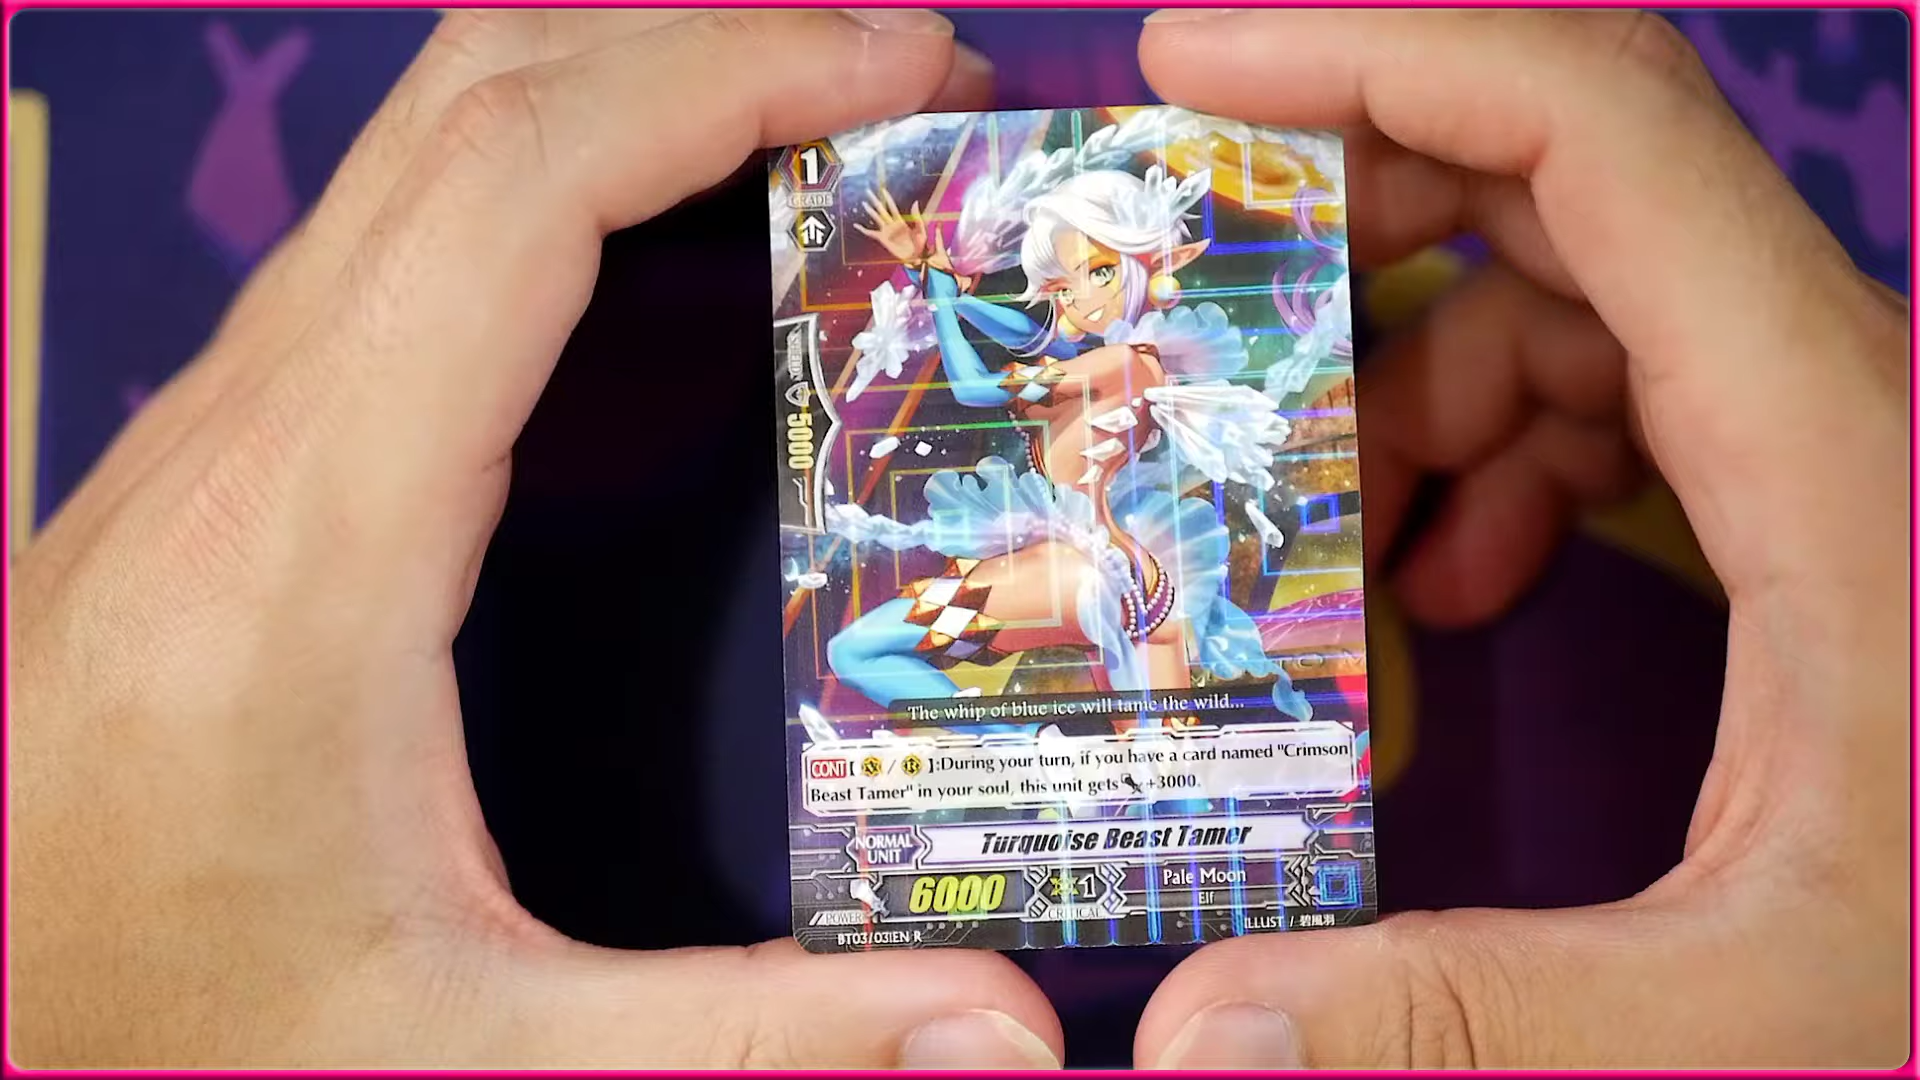 1
GRADE
SHIELD
5000
The whip of blue ice will tame the wild...
CONT [ V / R ]:During your turn, if you have a card named "Crimson
Beast Tamer" in your soul, this unit gets +3000.
NORMAL
UNIT
Turquoise Beast Tamer
POWER
6000
1
CRITICAL
Pale Moon
Elf
BT03/031EN R
ILLUST / 碧風羽